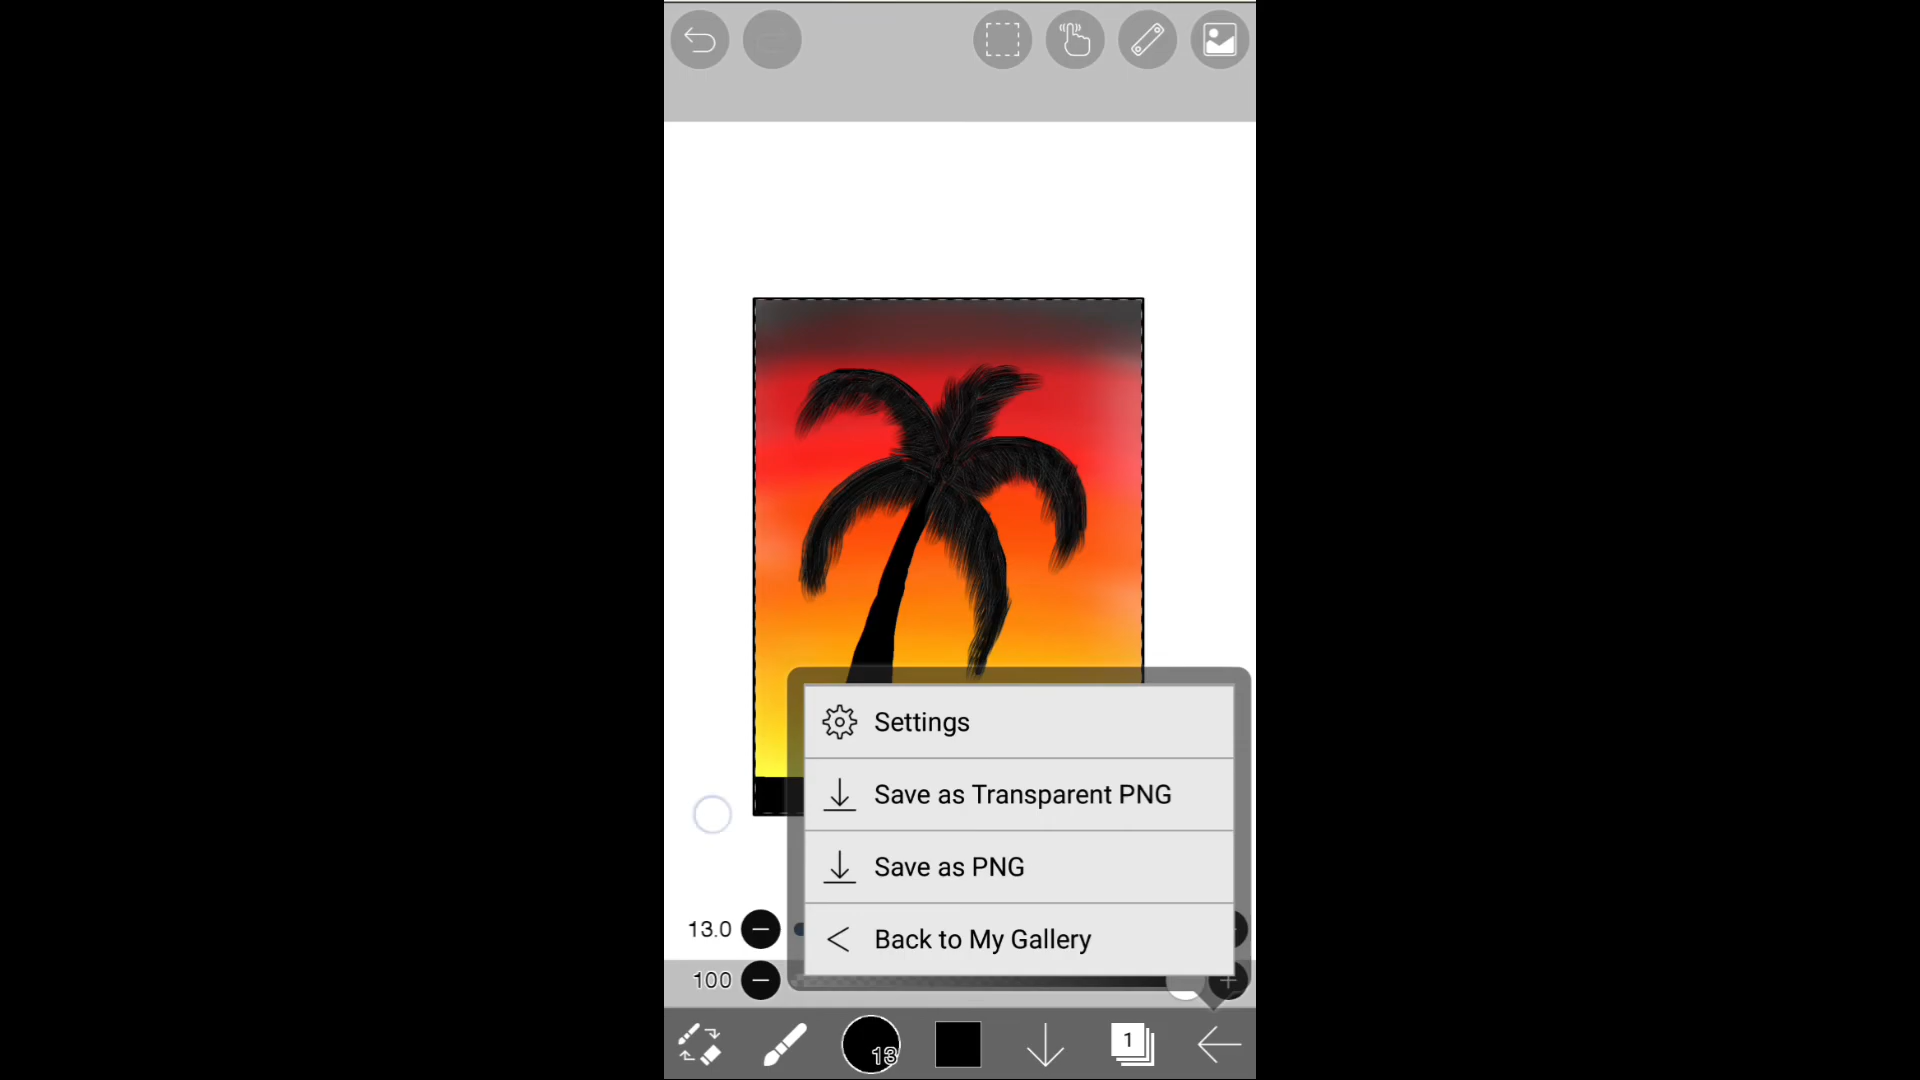 Settings
Save as Transparent PNG
Save as PNG
13.0
Back to My Gallery
100
13
1